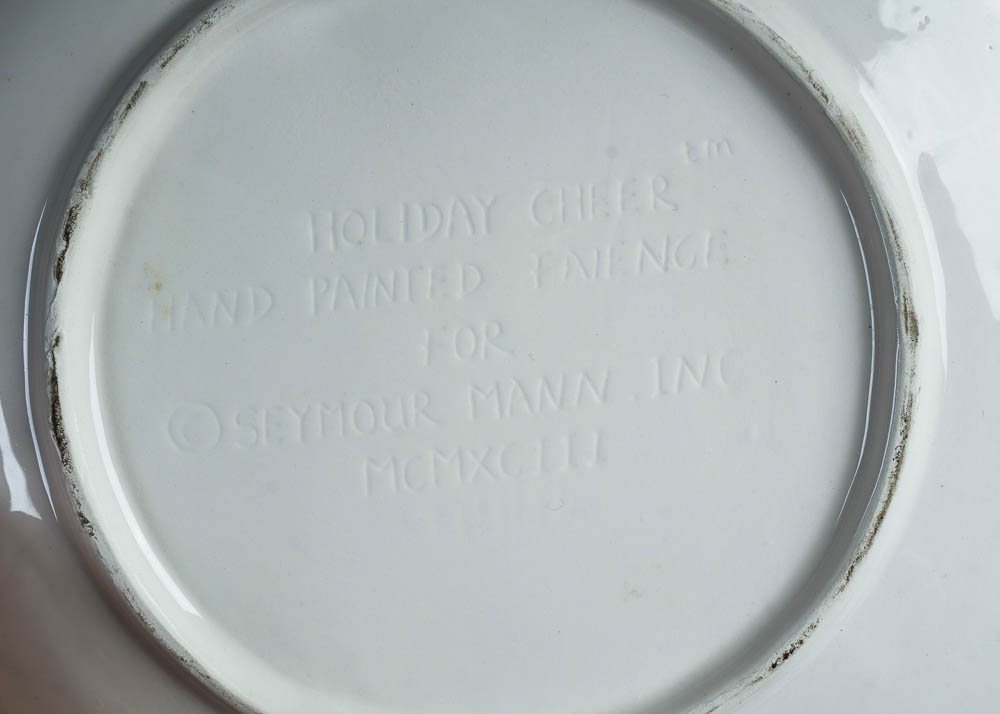 HOLIDAY CHEER tm
HAND PAINTED FAIENCE
FOR
© SEYMOUR MANN. INC
MCMXCIII